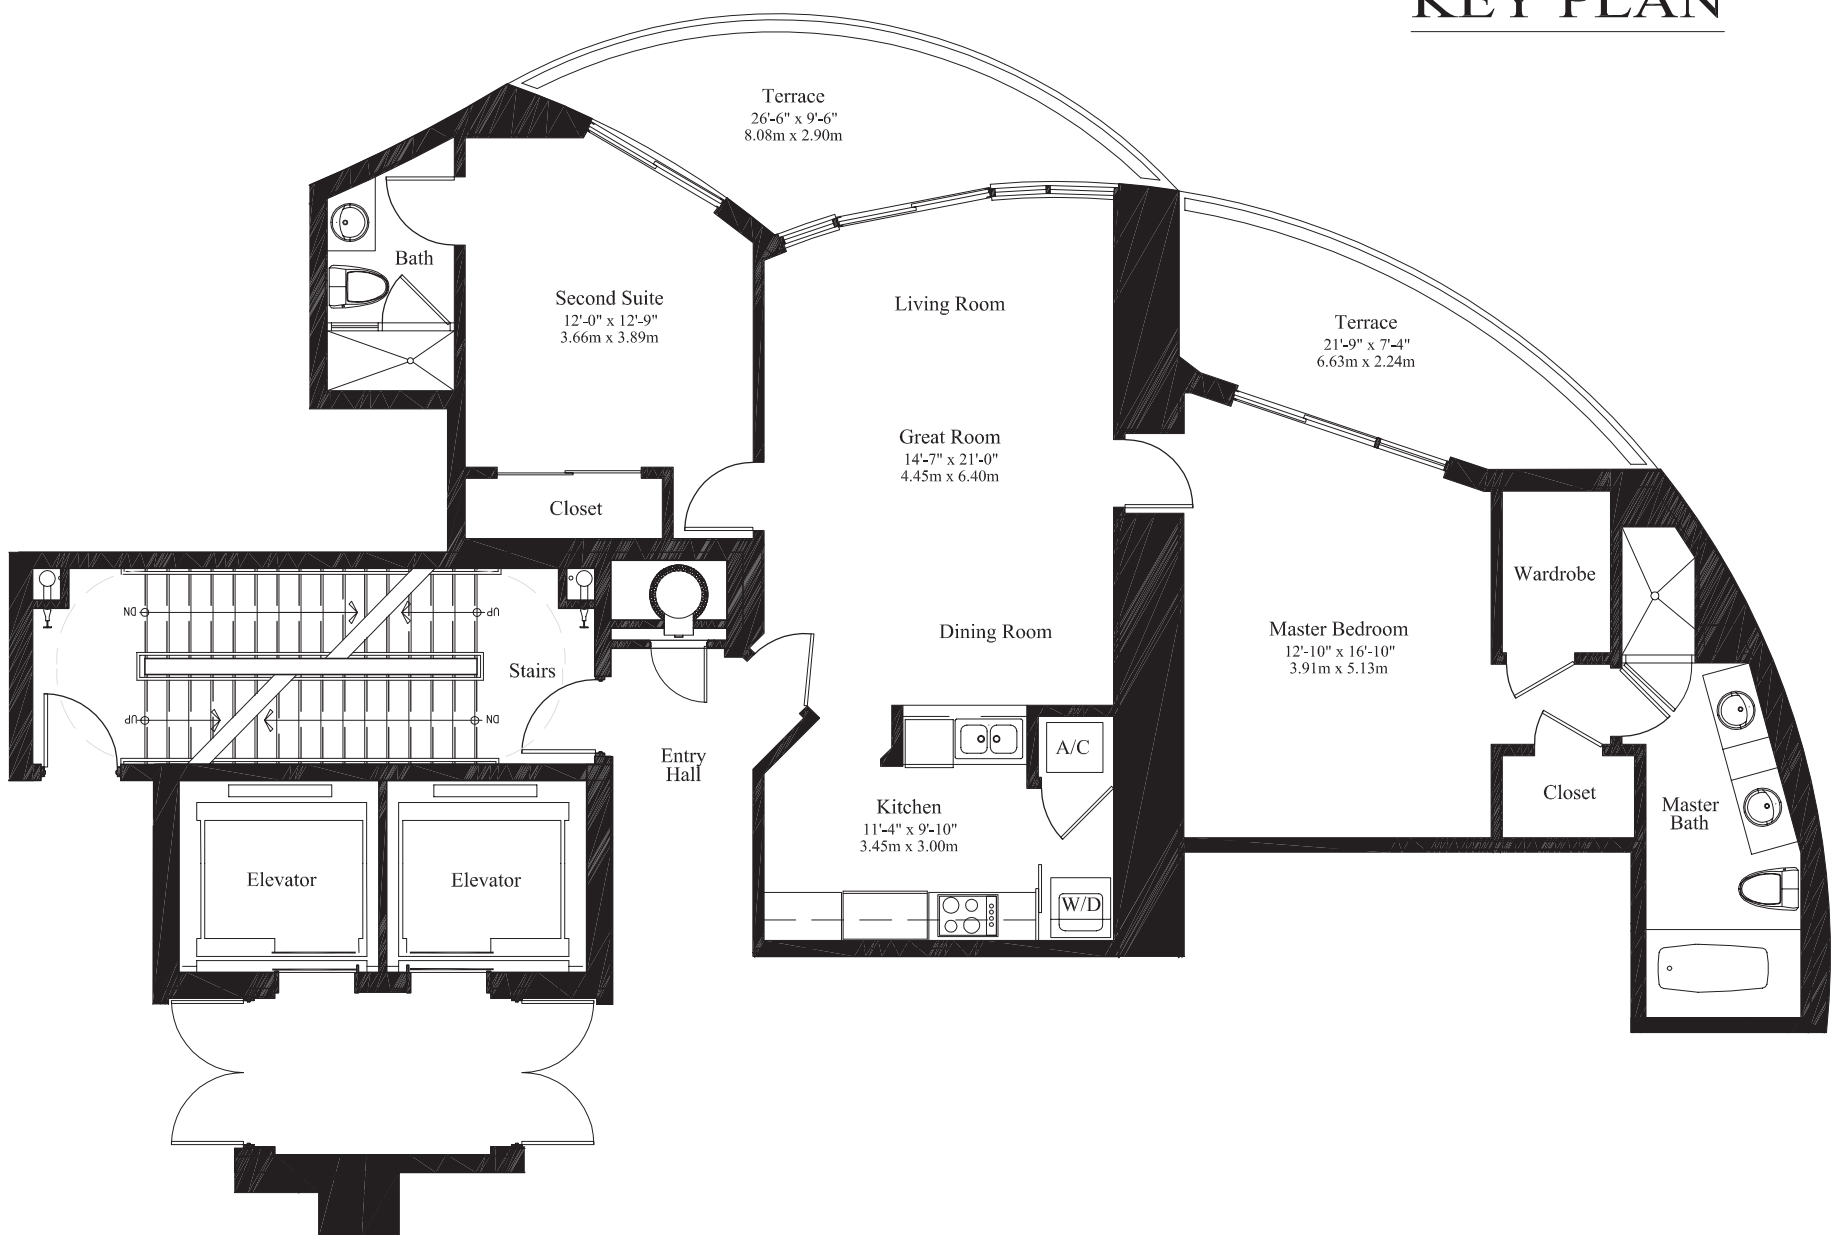 KEY PLAN
Terrace
26'-6" x 9'-6"
8.08m x 2.90m
Bath
Second Suite
12'-0" x 12'-9"
3.66m x 3.89m
Living Room
Terrace
21'-9" x 7'-4"
6.63m x 2.24m
Great Room
14'-7" x 21'-0"
4.45m x 6.40m
Closet
Wardrobe
DN
UP
Dining Room
Master Bedroom
12'-10" x 16'-10"
3.91m x 5.13m
Stairs
UP
DN
Entry
Hall
A/C
Kitchen
11'-4" x 9'-10"
3.45m x 3.00m
Closet
Master
Bath
Elevator
Elevator
W/D